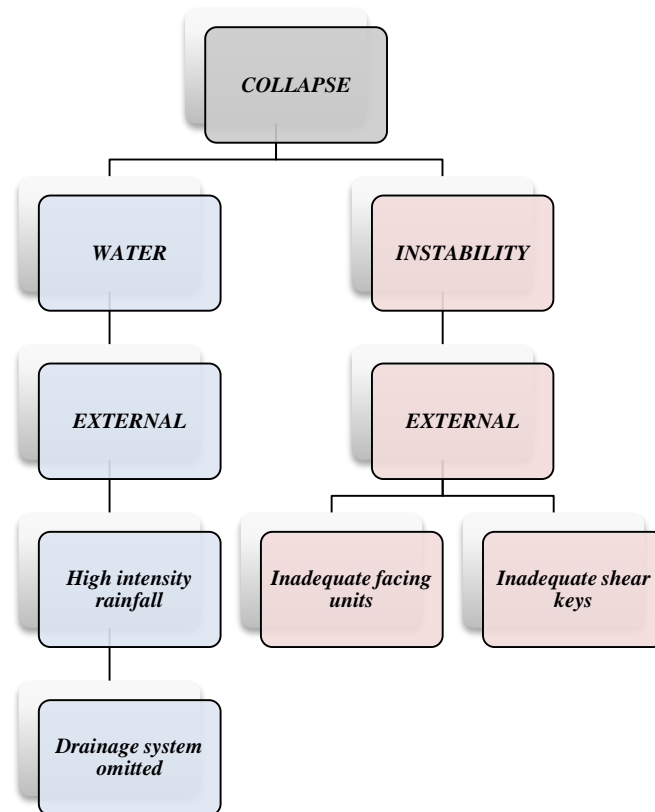 COLLAPSE
WATER
INSTABILITY
EXTERNAL
EXTERNAL
High intensity
rainfall
Inadequate facing
units
Inadequate shear
keys
Drainage system
omitted